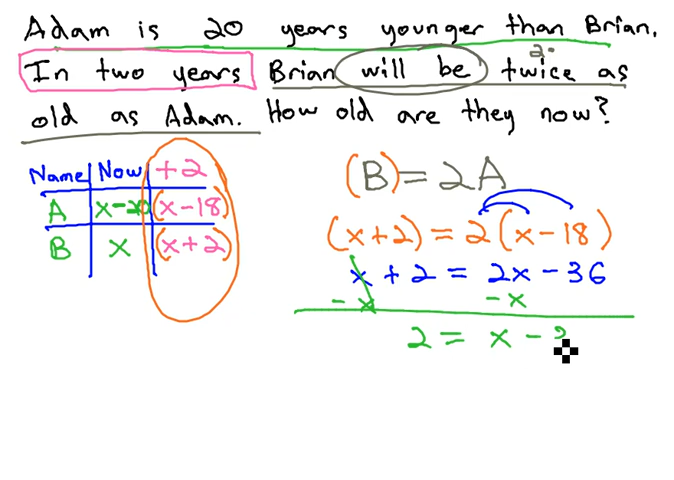 Adam is 20 years younger than Brian.
2·
In two years Brian will be twice as
old as Adam. How old are they now?
Name Now +2
A x-20 (x-18)
B x (x+2)
(B) = 2A
(x+2) = 2(x-18)
x + 2 = 2x - 36
-x -x
2 = x -